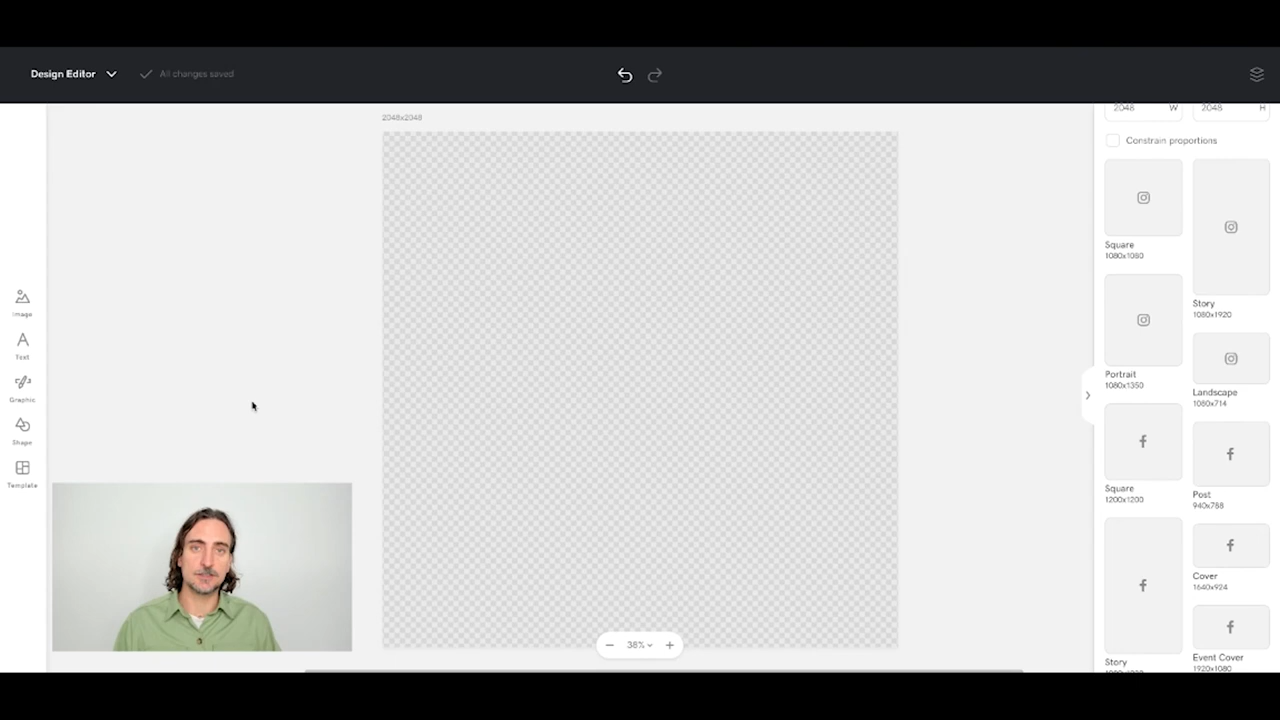 Design Editor
All changes saved
2048x2048
2048 W
2048 H
Constrain proportions
Square
1080x1080
Story
1080x1920
Portrait
1080x1350
Landscape
1080x714
Square
1200x1200
Post
940x788
Cover
1640x924
Story
Event Cover
1920x1080
Image
Text
Graphic
Shape
Template
38%